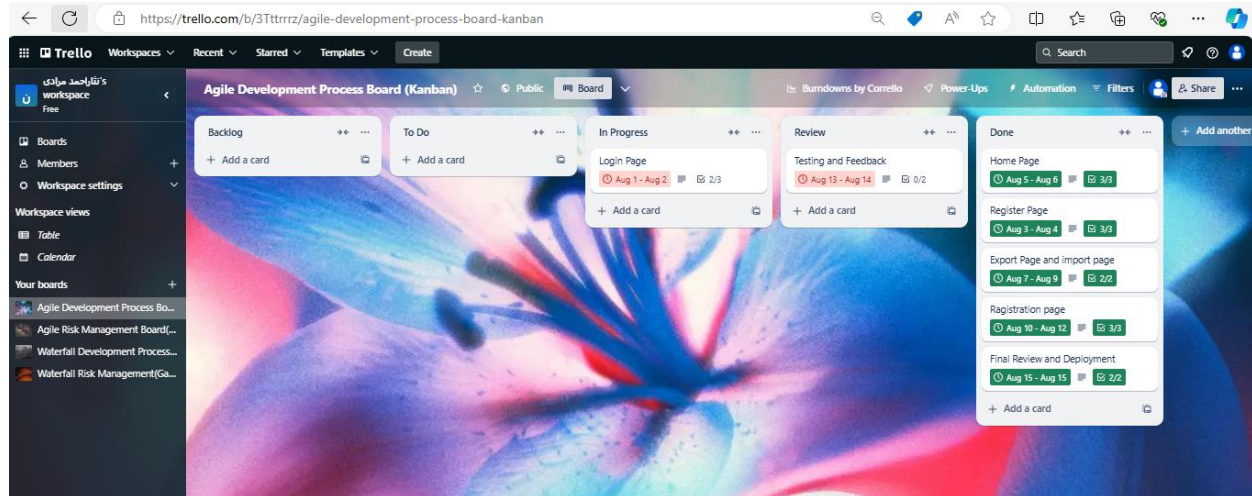 https://trello.com/b/3Tttrrrz/agile-development-process-board-kanban
Trello Workspaces Recent Starred Templates Create Search
نثاراحمد مرادی's
workspace
Free
ن
Boards
Members
Workspace settings
Workspace views
Table
Calendar
Your boards
Agile Development Process Bo...
Agile Risk Management Board(...
Waterfall Development Process...
Waterfall Risk Management(Ga...
Agile Development Process Board (Kanban) Public Board Burndowns by Corrello Power-Ups Automation Filters Share
Backlog
+ Add a card
To Do
+ Add a card
In Progress
Login Page
Aug 1 - Aug 2 2/3
+ Add a card
Review
Testing and Feedback
Aug 13 - Aug 14 0/2
+ Add a card
Done
Home Page
Aug 5 - Aug 6 3/3
Register Page
Aug 3 - Aug 4 3/3
Export Page and import page
Aug 7 - Aug 9 2/2
Ragistration page
Aug 10 - Aug 12 3/3
Final Review and Deployment
Aug 15 - Aug 15 2/2
+ Add a card
+ Add another